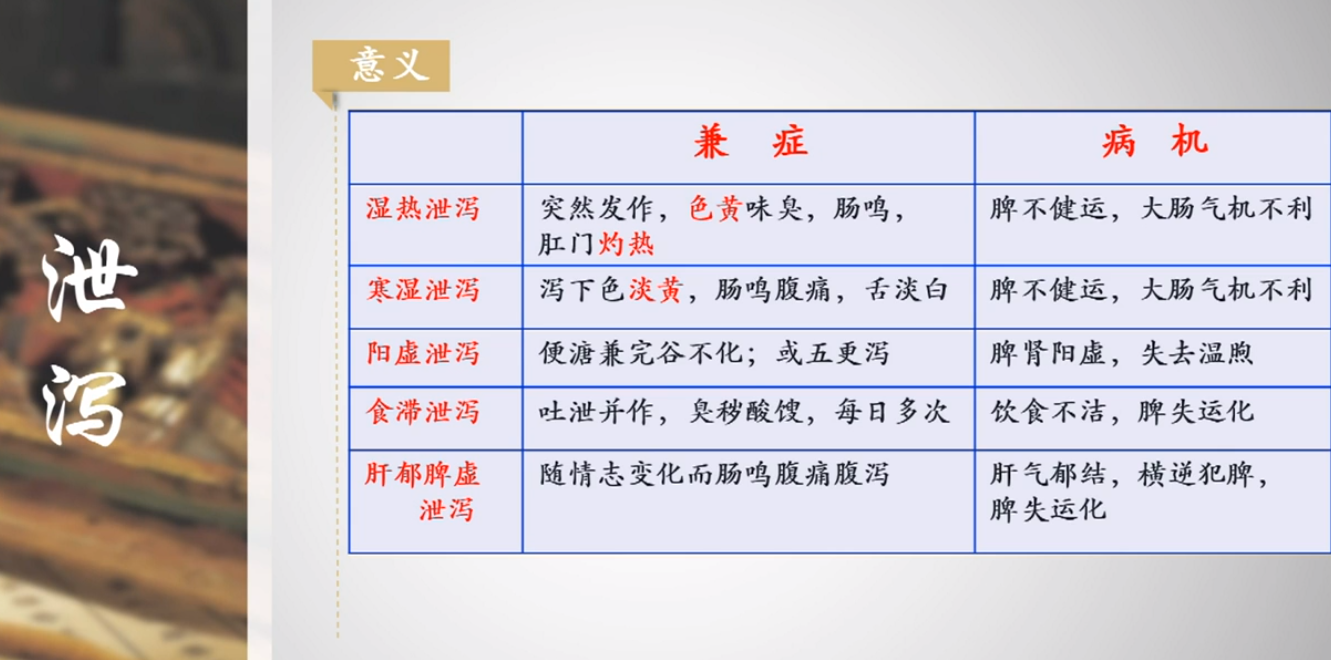 泄
泻
意义
兼 症
病 机
湿热泄泻
突然发作，色黄味臭，肠鸣，
肛门灼热
脾不健运，大肠气机不利
寒湿泄泻
泻下色淡黄，肠鸣腹痛，舌淡白
脾不健运，大肠气机不利
阳虚泄泻
便溏兼完谷不化；或五更泻
脾肾阳虚，失去温煦
食滞泄泻
吐泄并作，臭秽酸馊，每日多次
饮食不洁，脾失运化
肝郁脾虚
泄泻
随情志变化而肠鸣腹痛腹泻
肝气郁结，横逆犯脾，
脾失运化